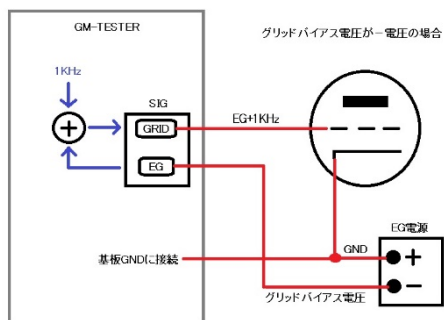 GM-TESTER
グリッドバイアス電圧が－電圧の場合
1KHz
SIG
GRID
EG+1KHz
EG
EG電源
GND
基板GNDに接続
グリッドバイアス電圧